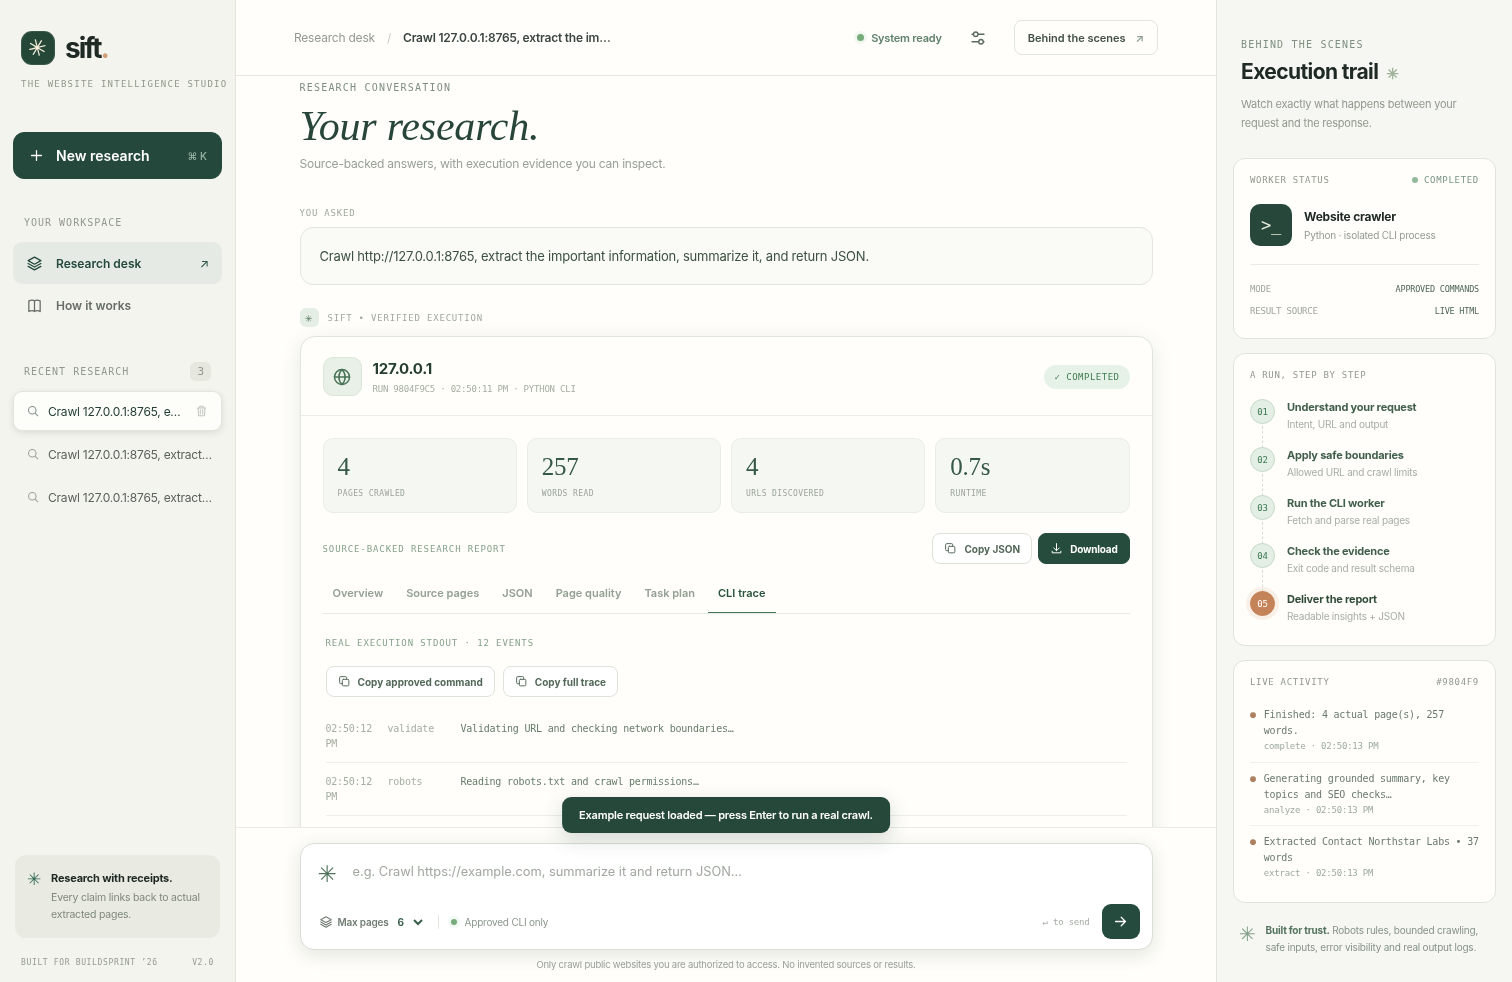 sift.
THE WEBSITE INTELLIGENCE STUDIO
New research ⌘ K
YOUR WORKSPACE
Research desk
How it works
RECENT RESEARCH 3
Crawl 127.0.0.1:8765, e...
Crawl 127.0.0.1:8765, extract...
Crawl 127.0.0.1:8765, extract...
Research with receipts.
Every claim links back to actual
extracted pages.
BUILT FOR BUILDSPRINT '26 V2.0
Research desk / Crawl 127.0.0.1:8765, extract the im...
System ready
Behind the scenes
RESEARCH CONVERSATION
Your research.
Source-backed answers, with execution evidence you can inspect.
YOU ASKED
Crawl http://127.0.0.1:8765, extract the important information, summarize it, and return JSON.
SIFT • VERIFIED EXECUTION
127.0.0.1
RUN 9804F9C5 · 02:50:11 PM · PYTHON CLI
✓ COMPLETED
4
PAGES CRAWLED
257
WORDS READ
4
URLS DISCOVERED
0.7s
RUNTIME
SOURCE-BACKED RESEARCH REPORT
Copy JSON
Download
Overview Source pages JSON Page quality Task plan CLI trace
REAL EXECUTION STDOUT · 12 EVENTS
Copy approved command
Copy full trace
02:50:12 PM validate Validating URL and checking network boundaries…
02:50:12 PM robots Reading robots.txt and crawl permissions…
Example request loaded — press Enter to run a real crawl.
e.g. Crawl https://example.com, summarize it and return JSON...
Max pages 6
Approved CLI only
↵ to send
Only crawl public websites you are authorized to access. No invented sources or results.
BEHIND THE SCENES
Execution trail
Watch exactly what happens between your
request and the response.
WORKER STATUS COMPLETED
>_
Website crawler
Python · isolated CLI process
MODE APPROVED COMMANDS
RESULT SOURCE LIVE HTML
A RUN, STEP BY STEP
01 Understand your request
Intent, URL and output
02 Apply safe boundaries
Allowed URL and crawl limits
03 Run the CLI worker
Fetch and parse real pages
04 Check the evidence
Exit code and result schema
05 Deliver the report
Readable insights + JSON
LIVE ACTIVITY #9804F9
Finished: 4 actual page(s), 257
words.
complete · 02:50:13 PM
Generating grounded summary, key
topics and SEO checks…
analyze · 02:50:13 PM
Extracted Contact Northstar Labs • 37
words
extract · 02:50:13 PM
Built for trust. Robots rules, bounded crawling,
safe inputs, error visibility and real output logs.